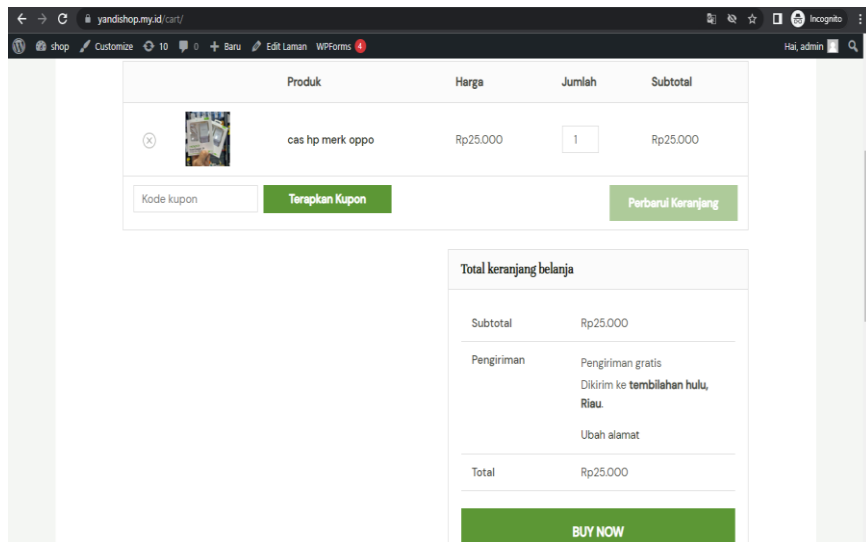 yandishop.my.id/cart/
Incognito
shop Customize 10 0 + Baru Edit Laman WPForms 4 Hai, admin
Produk Harga Jumlah Subtotal
cas hp merk oppo Rp25.000 1 Rp25.000
Kode kupon Terapkan Kupon Perbarui Keranjang
Total keranjang belanja
Subtotal Rp25.000
Pengiriman Pengiriman gratis
Dikirim ke tembilahan hulu,
Riau.
Ubah alamat
Total Rp25.000
BUY NOW